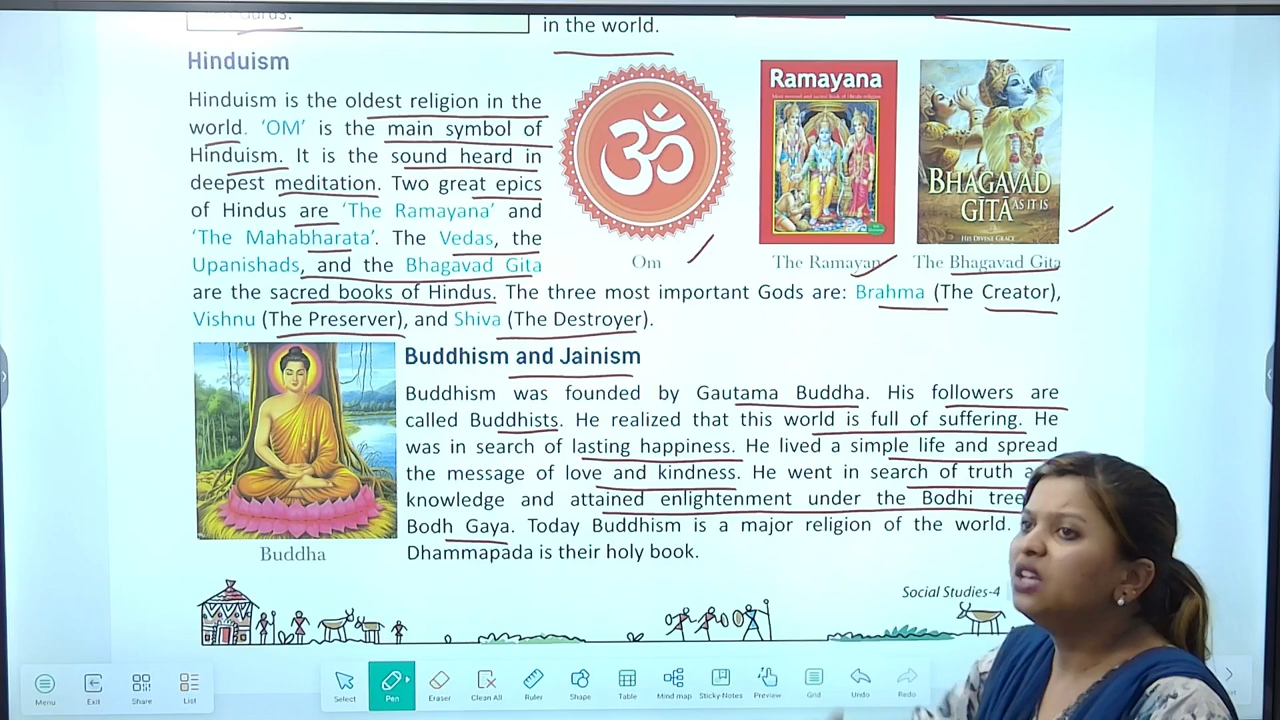 Gurus.
in the world.
Hinduism
Hinduism is the oldest religion in the
world. ‘OM’ is the main symbol of
Hinduism. It is the sound heard in
deepest meditation. Two great epics
of Hindus are ‘The Ramayana’ and
‘The Mahabharata’. The Vedas, the
Upanishads, and the Bhagavad Gita
are the sacred books of Hindus. The three most important Gods are: Brahma (The Creator),
Vishnu (The Preserver), and Shiva (The Destroyer).
ॐ
Om
Ramayana
The Ramayan
BHAGAVAD
GĪTĀ AS IT IS
HIS DIVINE GRACE
The Bhagavad Gita
Buddha
Buddhism and Jainism
Buddhism was founded by Gautama Buddha. His followers are
called Buddhists. He realized that this world is full of suffering. He
was in search of lasting happiness. He lived a simple life and spread
the message of love and kindness. He went in search of truth
knowledge and attained enlightenment under the Bodhi tree
Bodh Gaya. Today Buddhism is a major religion of the world.
Dhammapada is their holy book.
Social Studies-4
Menu Exit Share List Select Pen Eraser Clean All Ruler Shape Table Mind map Sticky Notes Preview Grid Undo Redo